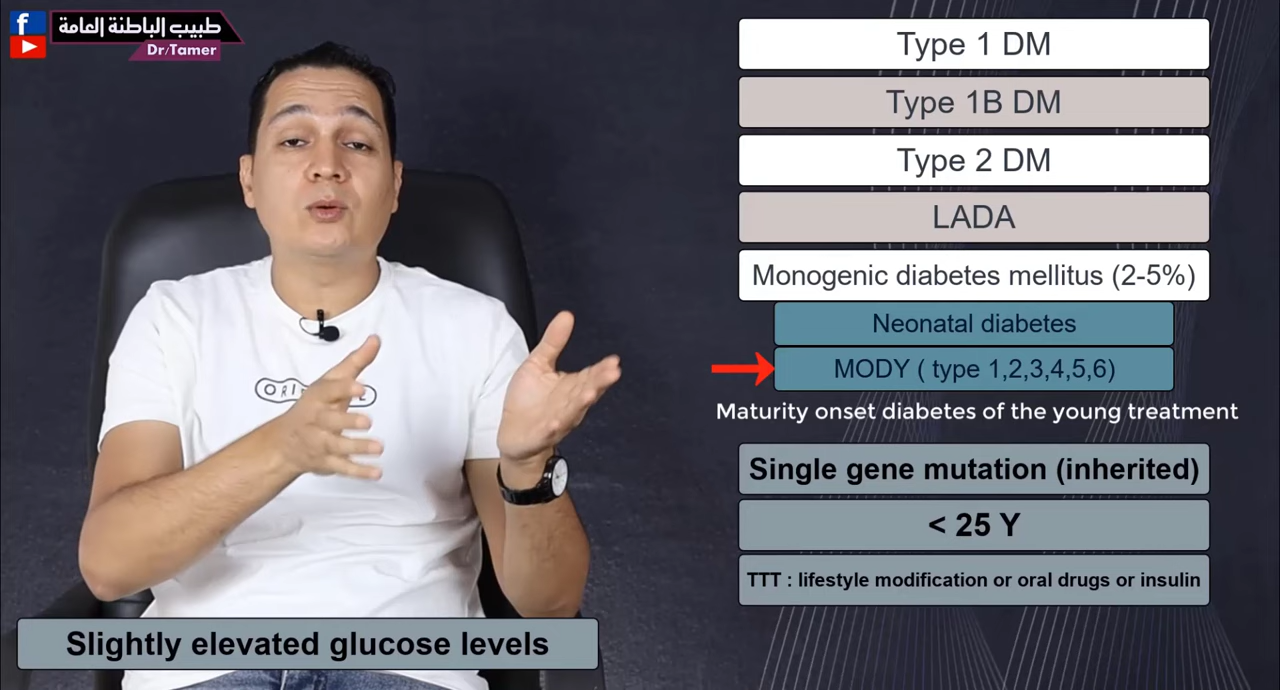 طبيب الباطنة العامة
Dr/Tamer
Type 1 DM
Type 1B DM
Type 2 DM
LADA
Monogenic diabetes mellitus (2-5%)
Neonatal diabetes
MODY ( type 1,2,3,4,5,6)
Maturity onset diabetes of the young treatment
Single gene mutation (inherited)
< 25 Y
TTT : lifestyle modification or oral drugs or insulin
Slightly elevated glucose levels